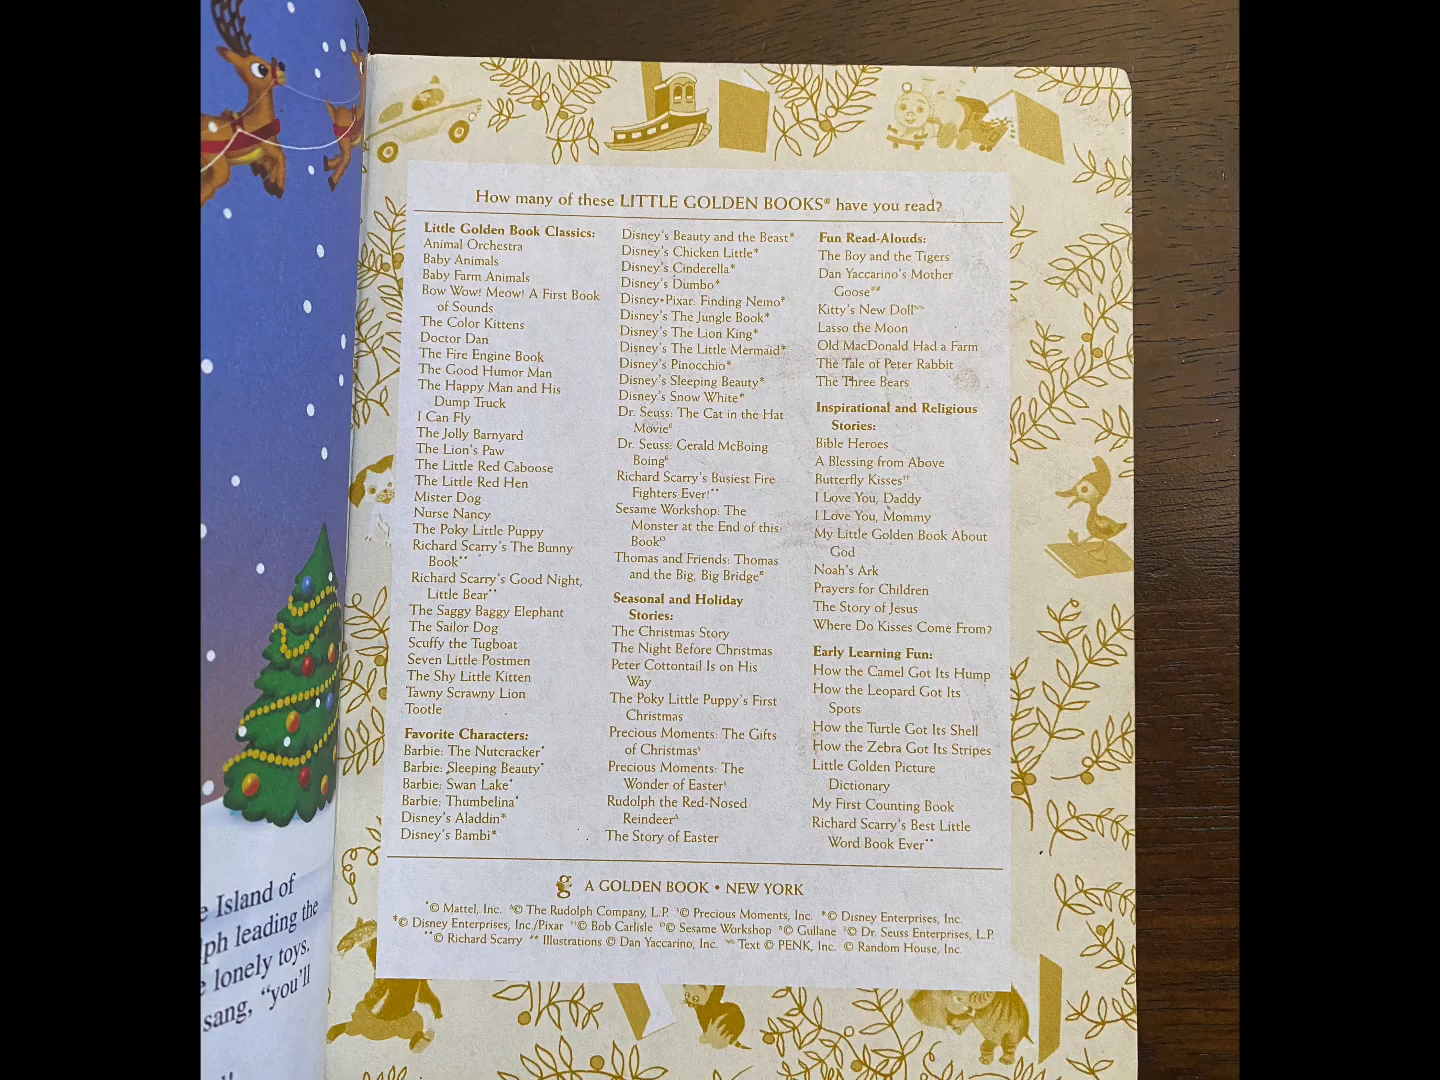 How many of these LITTLE GOLDEN BOOKS® have you read?
Little Golden Book Classics:
Animal Orchestra
Baby Animals
Baby Farm Animals
Bow Wow! Meow! A First Book
of Sounds
The Color Kittens
Doctor Dan
The Fire Engine Book
The Good Humor Man
The Happy Man and His
Dump Truck
I Can Fly
The Jolly Barnyard
The Lion's Paw
The Little Red Caboose
The Little Red Hen
Mister Dog
Nurse Nancy
The Poky Little Puppy
Richard Scarry's The Bunny
Book**
Richard Scarry's Good Night,
Little Bear**
The Saggy Baggy Elephant
The Sailor Dog
Scuffy the Tugboat
Seven Little Postmen
The Shy Little Kitten
Tawny Scrawny Lion
Tootle
Favorite Characters:
Barbie: The Nutcracker•
Barbie: Sleeping Beauty•
Barbie: Swan Lake•
Barbie: Thumbelina•
Disney's Aladdin*
Disney's Bambi*
Disney's Beauty and the Beast*
Disney's Chicken Little*
Disney's Cinderella*
Disney's Dumbo*
Disney•Pixar: Finding Nemo‡
Disney's The Jungle Book*
Disney's The Lion King*
Disney's The Little Mermaid*
Disney's Pinocchio*
Disney's Sleeping Beauty*
Disney's Snow White*
Dr. Seuss: The Cat in the Hat
Movie
Dr. Seuss: Gerald McBoing
Boing
Richard Scarry's Busiest Fire
Fighters Ever!**
Sesame Workshop: The
Monster at the End of this
Book
Thomas and Friends: Thomas
and the Big, Big Bridge
Seasonal and Holiday
Stories:
The Christmas Story
The Night Before Christmas
Peter Cottontail Is on His
Way
The Poky Little Puppy's First
Christmas
Precious Moments: The Gifts
of Christmas
Precious Moments: The
Wonder of Easter
Rudolph the Red-Nosed
Reindeer
The Story of Easter
Fun Read-Alouds:
The Boy and the Tigers
Dan Yaccarino's Mother
Goose
Kitty's New Doll
Lasso the Moon
Old MacDonald Had a Farm
The Tale of Peter Rabbit
The Three Bears
Inspirational and Religious
Stories:
Bible Heroes
A Blessing from Above
Butterfly Kisses
I Love You, Daddy
I Love You, Mommy
My Little Golden Book About
God
Noah's Ark
Prayers for Children
The Story of Jesus
Where Do Kisses Come From?
Early Learning Fun:
How the Camel Got Its Hump
How the Leopard Got Its
Spots
How the Turtle Got Its Shell
How the Zebra Got Its Stripes
Little Golden Picture
Dictionary
My First Counting Book
Richard Scarry's Best Little
Word Book Ever**
A GOLDEN BOOK • NEW YORK
•© Mattel, Inc. © The Rudolph Company, L.P. © Precious Moments, Inc. *© Disney Enterprises, Inc.
‡© Disney Enterprises, Inc./Pixar © Bob Carlisle © Sesame Workshop © Gullane © Dr. Seuss Enterprises, L.P.
**© Richard Scarry Illustrations © Dan Yaccarino, Inc. Text © PENK, Inc. © Random House, Inc.
Island of
leading the
lonely toys.
sang, "you'll